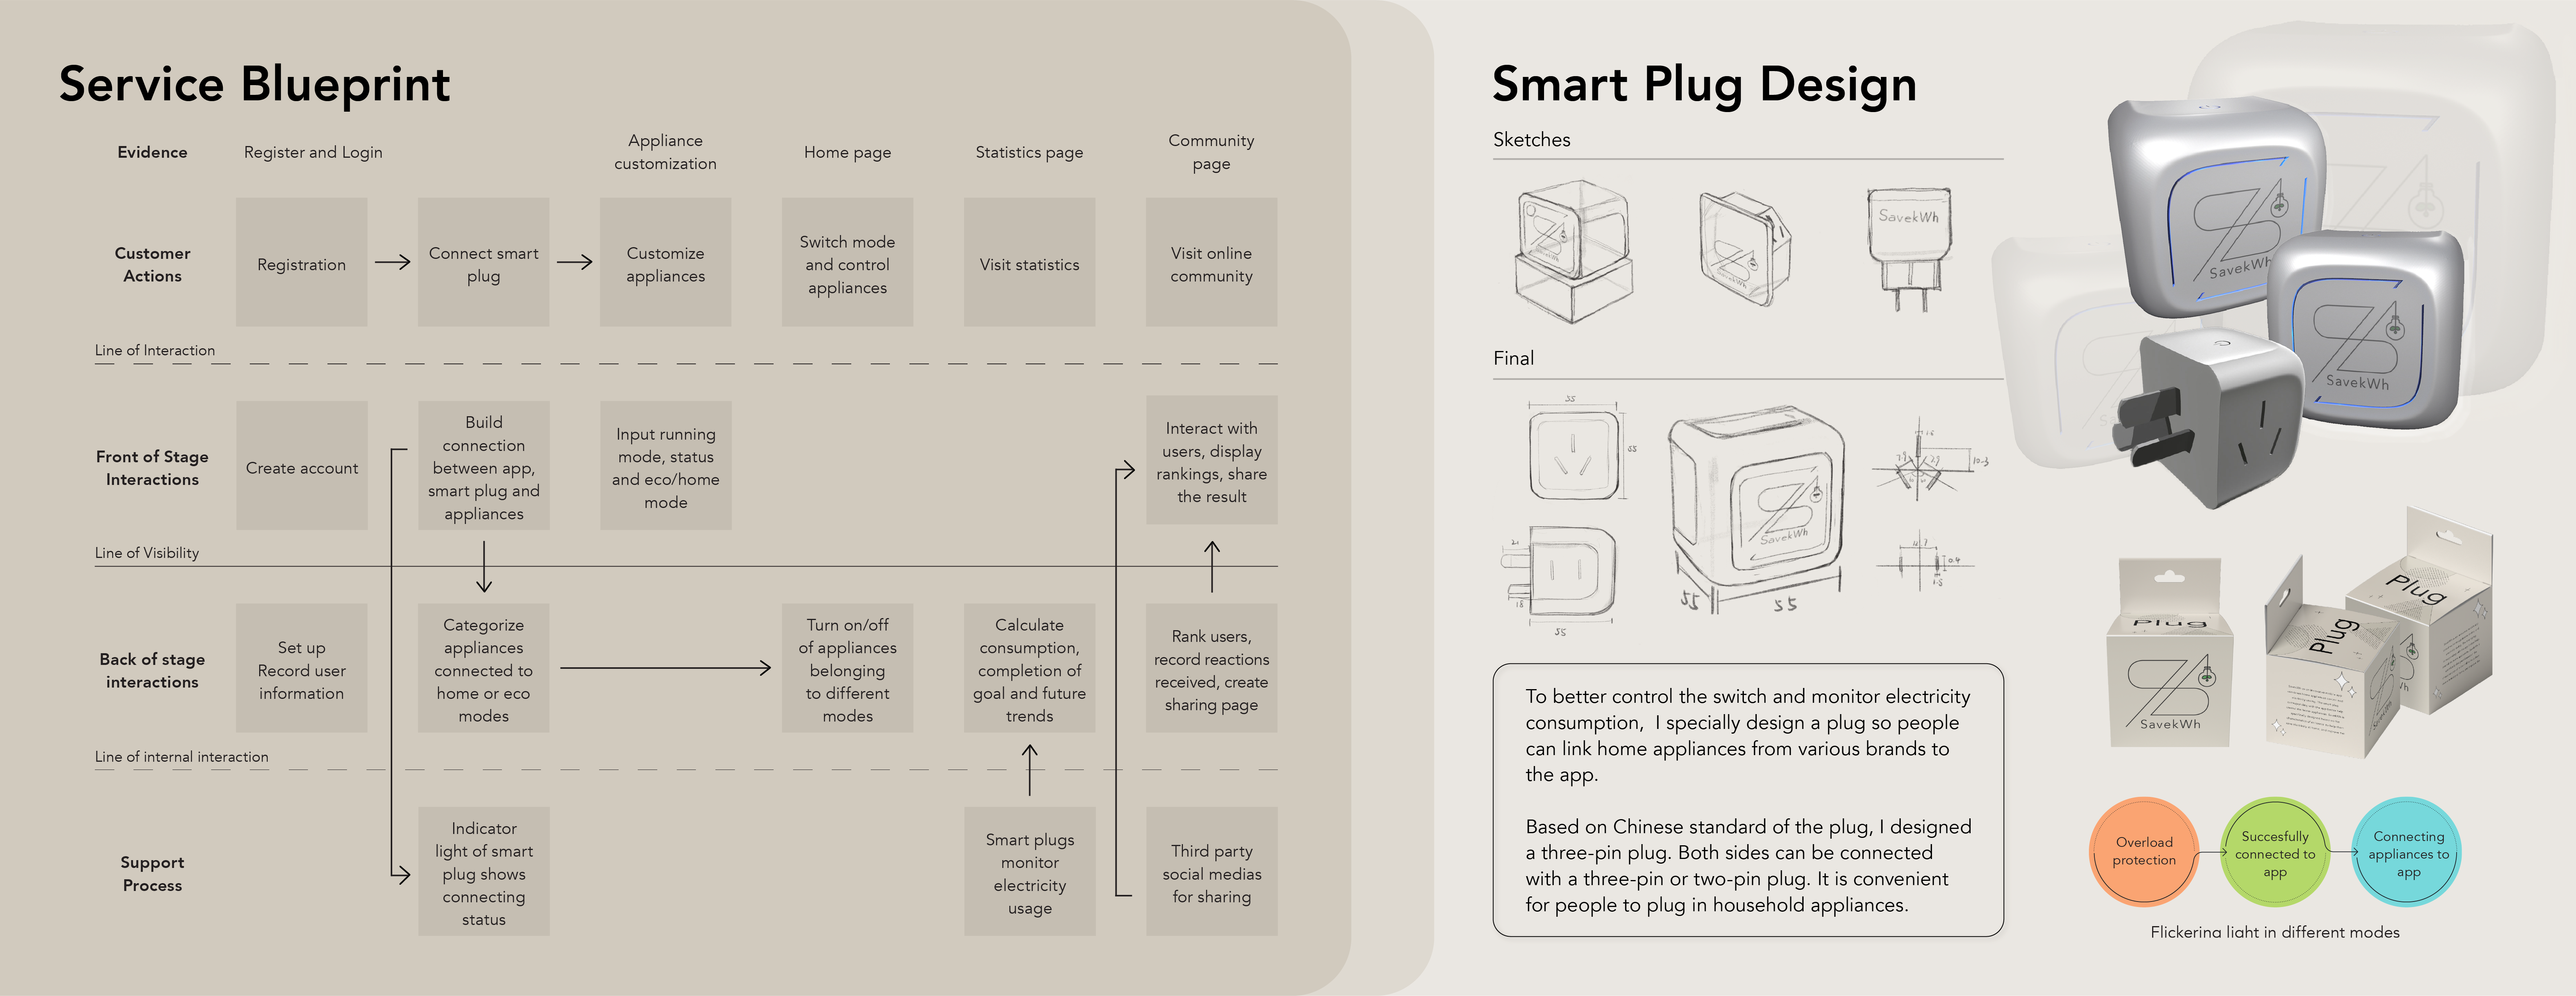 Service Blueprint
Evidence
Register and Login
Appliance
customization
Home page
Statistics page
Community
page
Customer
Actions
Registration
Connect smart
plug
Customize
appliances
Switch mode
and control
appliances
Visit statistics
Visit online
community
Line of Interaction
Front of Stage
Interactions
Create account
Build
connection
between app,
smart plug and
appliances
Input running
mode, status
and eco/home
mode
Interact with
users, display
rankings, share
the result
Line of Visibility
Back of stage
interactions
Set up
Record user
information
Categorize
appliances
connected to
home or eco
modes
Turn on/off
of appliances
belonging
to different
modes
Calculate
consumption,
completion of
goal and future
trends
Rank users,
record reactions
received, create
sharing page
Line of internal interaction
Support
Process
Indicator
light of smart
plug shows
connecting
status
Smart plugs
monitor
electricity
usage
Third party
social medias
for sharing
Smart Plug Design
Sketches
SavekWh
SavekWh
SavekWh
Final
55
55
SavekWh
55
55
21
18
55
7.9
7.9
10.3
SavekWh
SavekWh
Plug
SavekWh
Plug
Plug
To better control the switch and monitor electricity
consumption,  I specially design a plug so people
can link home appliances from various brands to
the app.
Based on Chinese standard of the plug, I designed
a three-pin plug. Both sides can be connected
with a three-pin or two-pin plug. It is convenient
for people to plug in household appliances.
Overload
protection
Succesfully
connected to
app
Connecting
appliances to
app
Flickering light in different modes